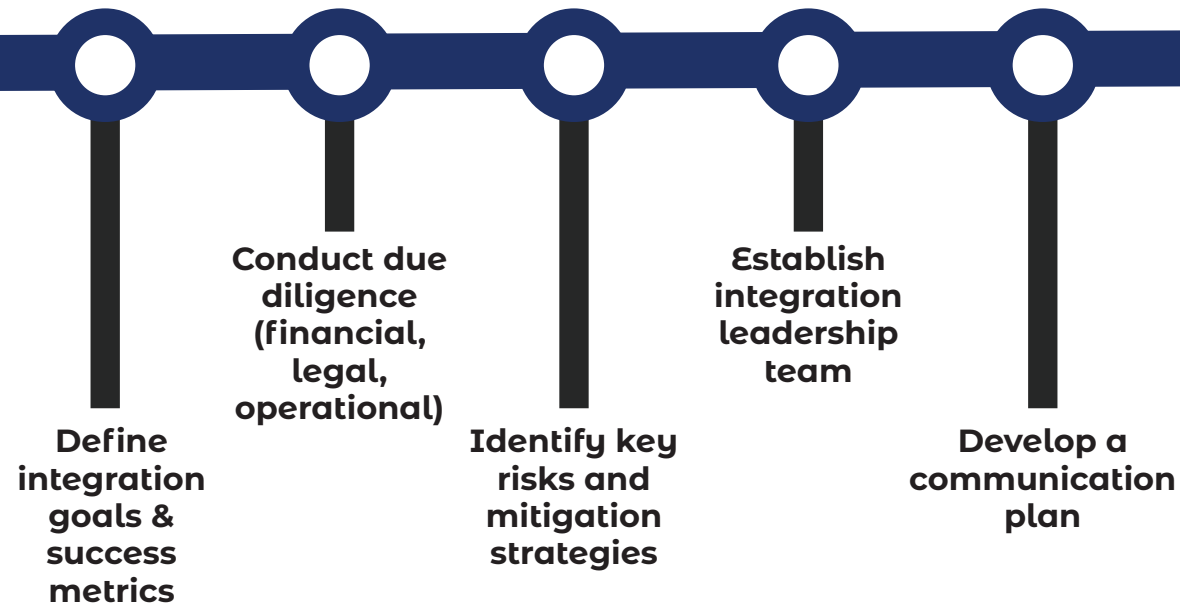 Define
integration
goals &
success
metrics
Conduct due
diligence
(financial,
legal,
operational)
Identify key
risks and
mitigation
strategies
Establish
integration
leadership
team
Develop a
communication
plan